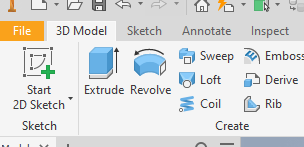 File 3D Model Sketch Annotate Inspect
Start
2D Sketch
Extrude Revolve
Sweep Emboss
Loft Derive
Coil Rib
Sketch Create